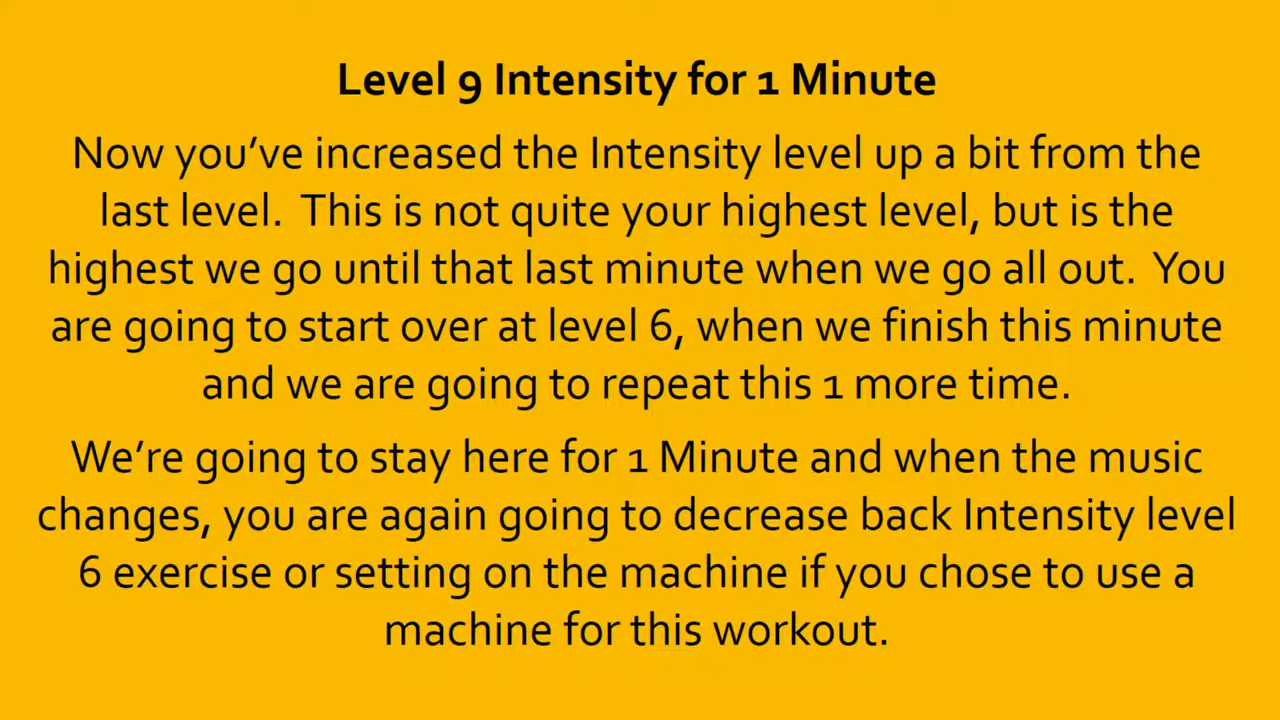 Level 9 Intensity for 1 Minute
Now you’ve increased the Intensity level up a bit from the
last level.  This is not quite your highest level, but is the
highest we go until that last minute when we go all out.  You
are going to start over at level 6, when we finish this minute
and we are going to repeat this 1 more time.
We’re going to stay here for 1 Minute and when the music
changes, you are again going to decrease back Intensity level
6 exercise or setting on the machine if you chose to use a
machine for this workout.